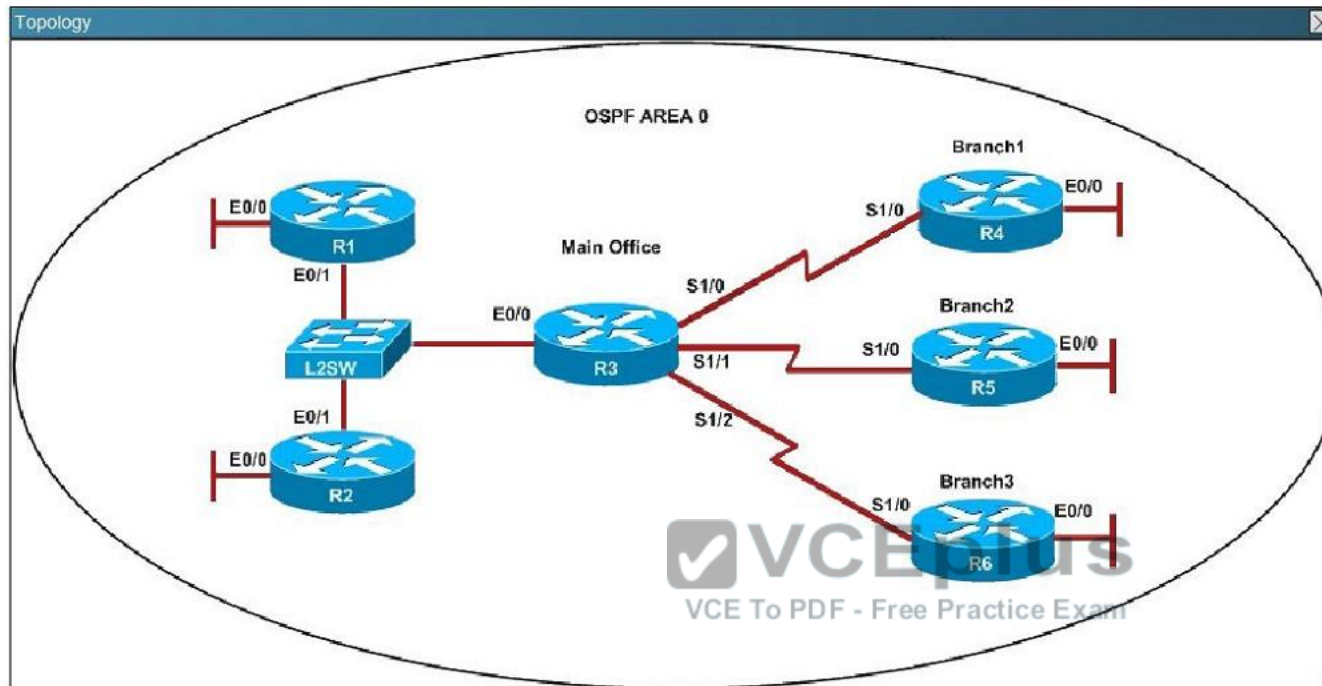 Topology
OSPF AREA 0
Branch1
E0/0
E0/0
S1/0
R1
R4
Main Office
E0/1
S1/0
Branch2
E0/0
S1/0
E0/0
L2SW
R3
S1/1
R5
E0/1
S1/2
E0/0
Branch3
S1/0
E0/0
R2
R6
VCEplus
VCE To PDF - Free Practice Exam